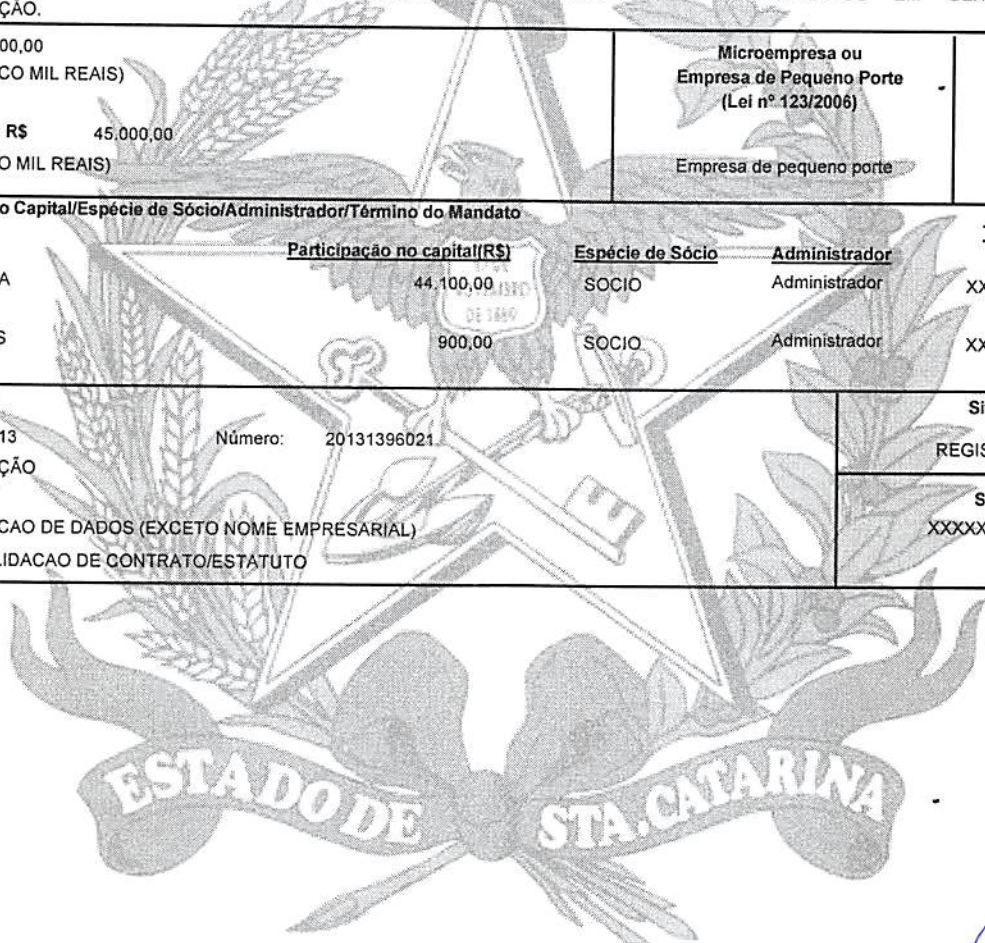 ÇÃO.
00,00
CO MIL REAIS)
R$ 45.000,00
O MIL REAIS)
Microempresa ou
Empresa de Pequeno Porte
(Lei nº 123/2006)
Empresa de pequeno porte
o Capital/Espécie de Sócio/Administrador/Término do Mandato
Participação no capital(R$) Espécie de Sócio Administrador
A 44.100,00 SOCIO Administrador XX
S 900,00 SOCIO Administrador XX
13 Número: 20131396021
ÇÃO
CAO DE DADOS (EXCETO NOME EMPRESARIAL)
LIDACAO DE CONTRATO/ESTATUTO
Si
REGIS
S
XXXXX
DE 1889
ESTADO DE STA.CATARINA